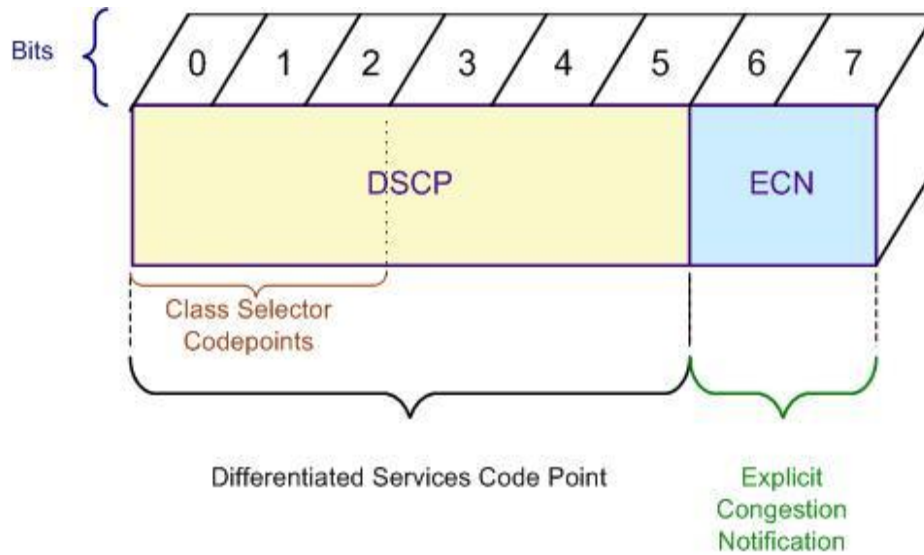 Bits
0 1 2 3 4 5 6 7
DSCP
ECN
Class Selector
Codepoints
Differentiated Services Code Point
Explicit
Congestion
Notification